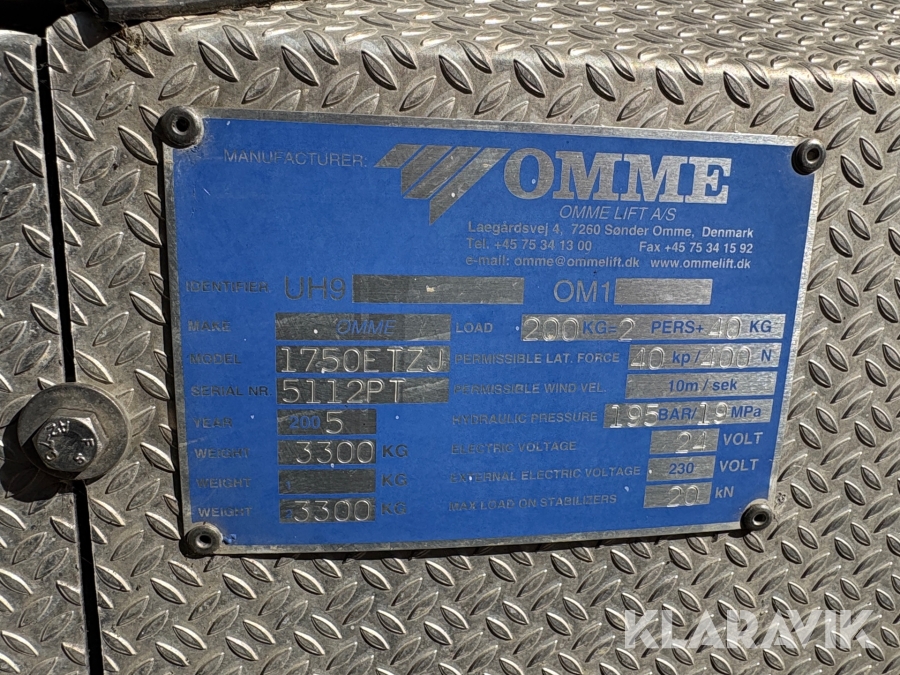 MANUFACTURER: OMME
OMME LIFT A/S
Laegårdsvej 4, 7260 Sønder Omme, Denmark
Tel. +45 75 34 13 00 Fax +45 75 34 15 92
e-mail: omme@ommelift.dk www.ommelift.dk
IDENTIFIER. UH9 OM1
MAKE OMME LOAD 200 KG=2 PERS+ 40 KG
MODEL 1750ETZJ PERMISSIBLE LAT. FORCE 40 kp/400 N
SERIAL NR. 5112PT PERMISSIBLE WIND VEL. 10m/sek
YEAR 2005 HYDRAULIC PRESSURE 195 BAR/19 MPa
WEIGHT 3300 KG ELECTRIC VOLTAGE 24 VOLT
WEIGHT KG EXTERNAL ELECTRIC VOLTAGE 230 VOLT
WEIGHT 3300 KG MAX LOAD ON STABILIZERS 20 kN
KLARAVIK